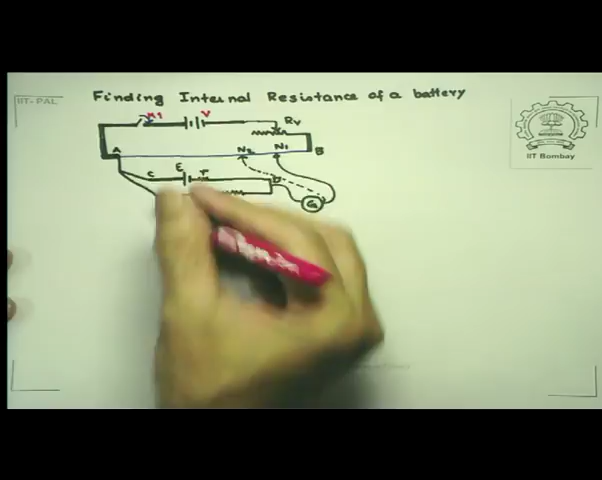 IIT-PAL
Finding Internal Resistance of a battery
K1 V Rv
A N2 N1 B
E
C r D
G
IIT Bombay